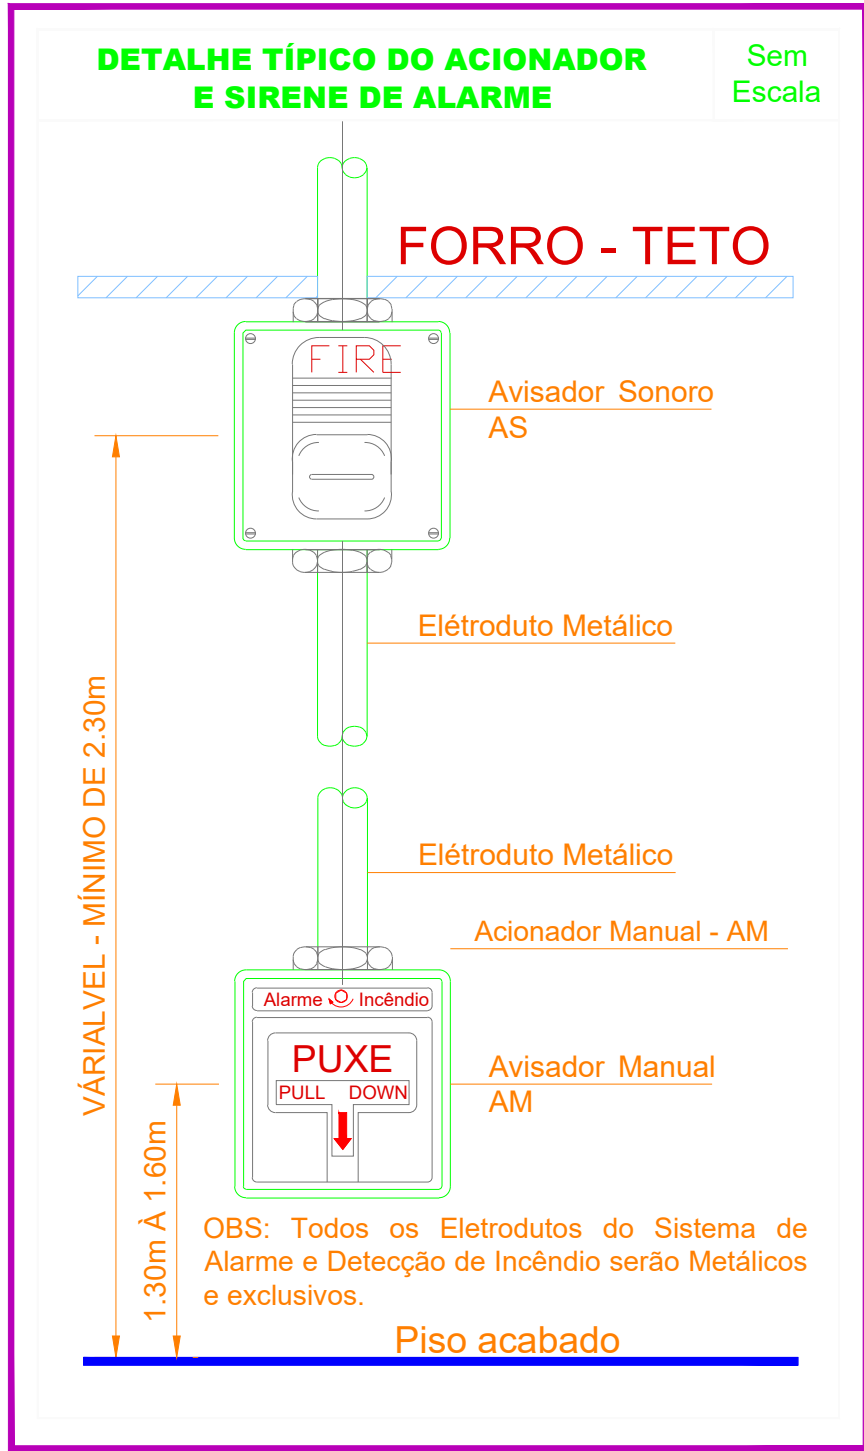 DETALHE TÍPICO DO ACIONADOR
E SIRENE DE ALARME
Sem
Escala
FORRO - TETO
FIRE
Avisador Sonoro
AS
Elétroduto Metálico
VÁRIALVEL - MÍNIMO DE 2.30m
Elétroduto Metálico
Acionador Manual - AM
Alarme Incêndio
PUXE
PULL DOWN
Avisador Manual
AM
1.30m À 1.60m
OBS: Todos os Eletrodutos do Sistema de
Alarme e Detecção de Incêndio serão Metálicos
e exclusivos.
Piso acabado